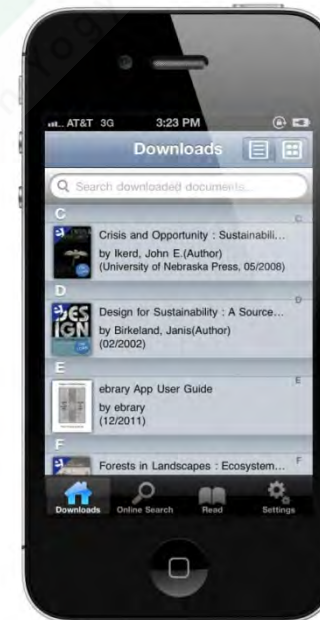 AT&T 3G 3:23 PM
Downloads
Search downloaded documents...
C
C
Crisis and Opportunity : Sustainabili...
by Ikerd, John E.(Author)
(University of Nebraska Press, 05/2008)
D
D
DESIGN
Design for Sustainability : A Source...
by Birkeland, Janis(Author)
(02/2002)
E
E
ebrary App User Guide
by ebrary
(12/2011)
F
F
Forests in Landscapes : Ecosystem...
Downloads Online Search Read Settings